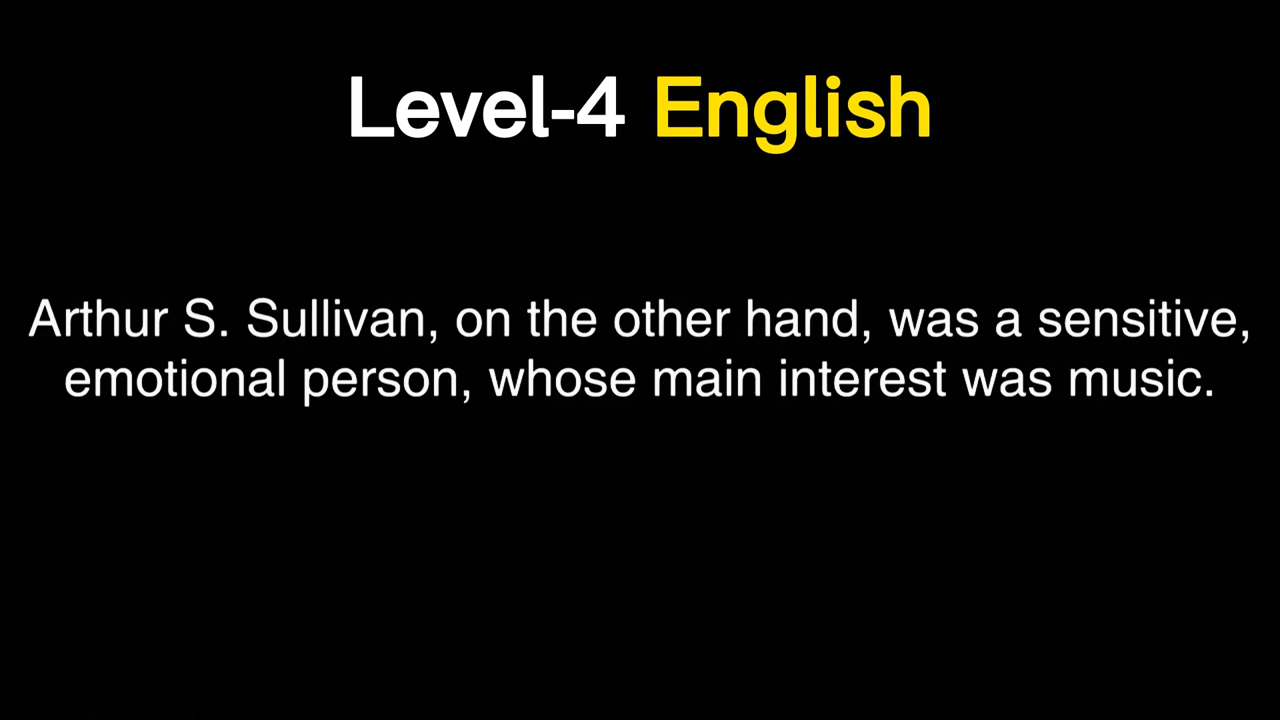 Level-4 English
Arthur S. Sullivan, on the other hand, was a sensitive,
emotional person, whose main interest was music.